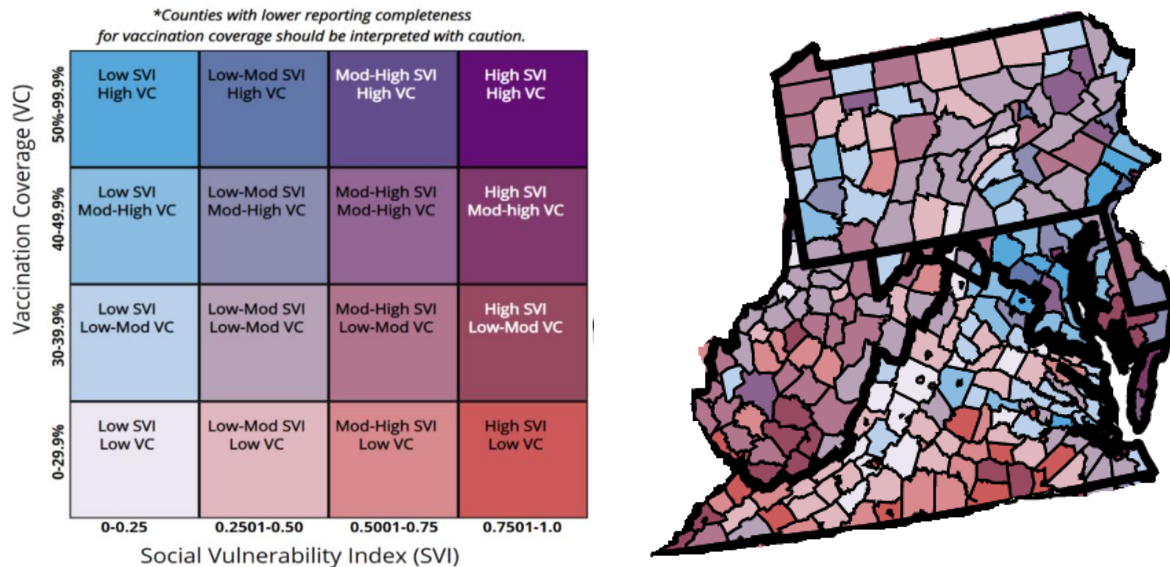 *Counties with lower reporting completeness
for vaccination coverage should be interpreted with caution.
Vaccination Coverage (VC)
50%-99.9%
Low SVI
High VC
Low-Mod SVI
High VC
Mod-High SVI
High VC
High SVI
High VC
40-49.9%
Low SVI
Mod-High VC
Low-Mod SVI
Mod-High VC
Mod-High SVI
Mod-High VC
High SVI
Mod-high VC
30-39.9%
Low SVI
Low-Mod VC
Low-Mod SVI
Low-Mod VC
Mod-High SVI
Low-Mod VC
High SVI
Low-Mod VC
0-29.9%
Low SVI
Low VC
Low-Mod SVI
Low VC
Mod-High SVI
Low VC
High SVI
Low VC
0-0.25
0.2501-0.50
0.5001-0.75
0.7501-1.0
Social Vulnerability Index (SVI)